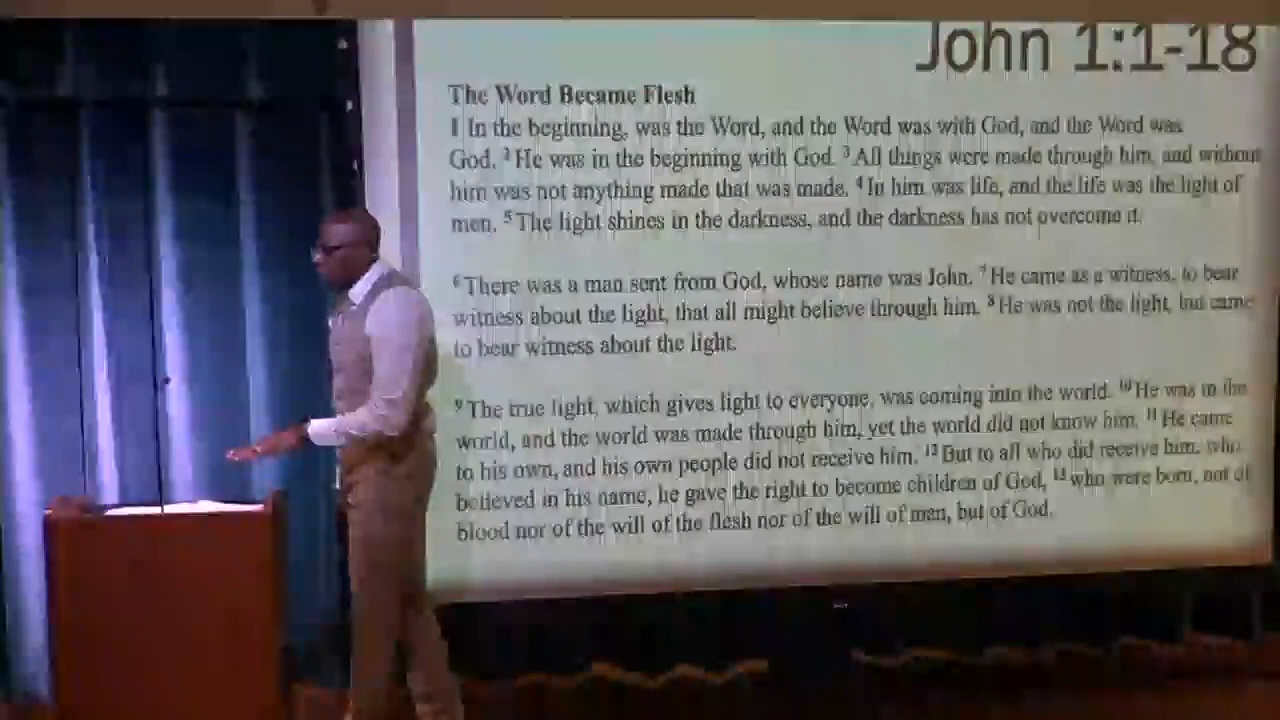 John 1:1-18
The Word Became Flesh
1 In the beginning, was the Word, and the Word was with God, and the Word was
God. ² He was in the beginning with God. ³ All things were made through him, and without
him was not anything made that was made. ⁴ In him was life, and the life was the light of
men. ⁵ The light shines in the darkness, and the darkness has not overcome it.
⁶ There was a man sent from God, whose name was John. ⁷ He came as a witness, to bear
witness about the light, that all might believe through him. ⁸ He was not the light, but came
to bear witness about the light.
⁹ The true light, which gives light to everyone, was coming into the world. ¹⁰ He was in the
world, and the world was made through him, yet the world did not know him. ¹¹ He came
to his own, and his own people did not receive him. ¹² But to all who did receive him, who
believed in his name, he gave the right to become children of God, ¹³ who were born, not of
blood nor of the will of the flesh nor of the will of man, but of God.